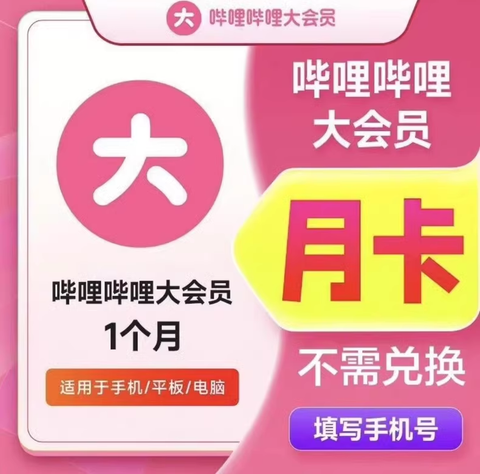 大 哔哩哔哩大会员
大
哔哩哔哩大会员
1个月
适用于手机/平板/电脑
哔哩哔哩
大会员
月卡
不需兑换
填写手机号